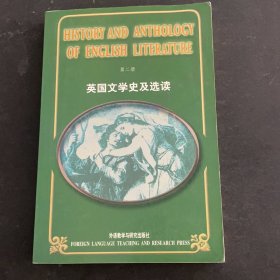 HISTORY AND ANTHOLOGY
OF ENGLISH LITERATURE
第二册
英国文学史及选读
外语教学与研究出版社
FOREIGN LANGUAGE TEACHING AND RESEARCH PRESS